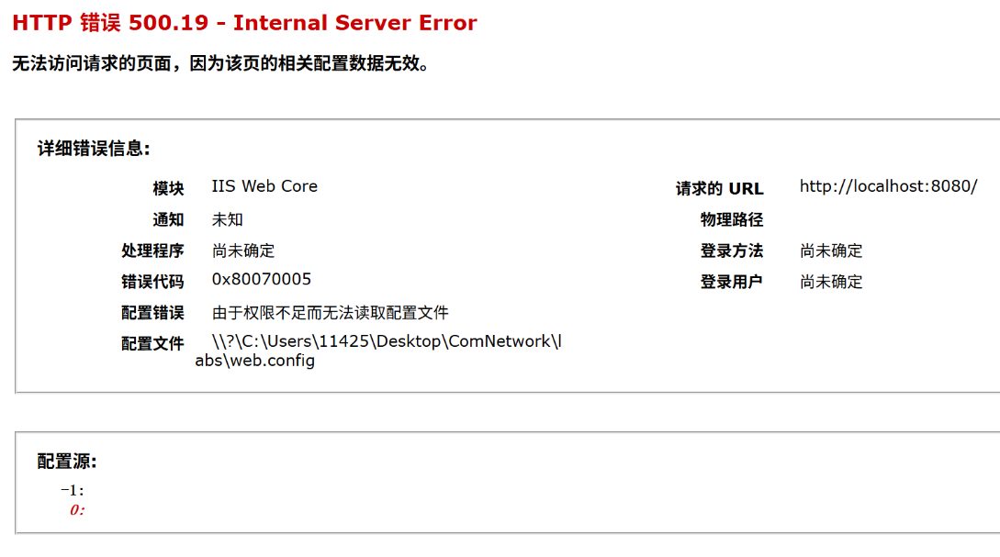 HTTP 错误 500.19 - Internal Server Error
无法访问请求的页面，因为该页的相关配置数据无效。
详细错误信息:
模块 IIS Web Core
通知 未知
处理程序 尚未确定
错误代码 0x80070005
配置错误 由于权限不足而无法读取配置文件
配置文件 \\?\C:\Users\11425\Desktop\ComNetwork\l
abs\web.config
请求的 URL http://localhost:8080/
物理路径
登录方法 尚未确定
登录用户 尚未确定
配置源:
-1:
0: